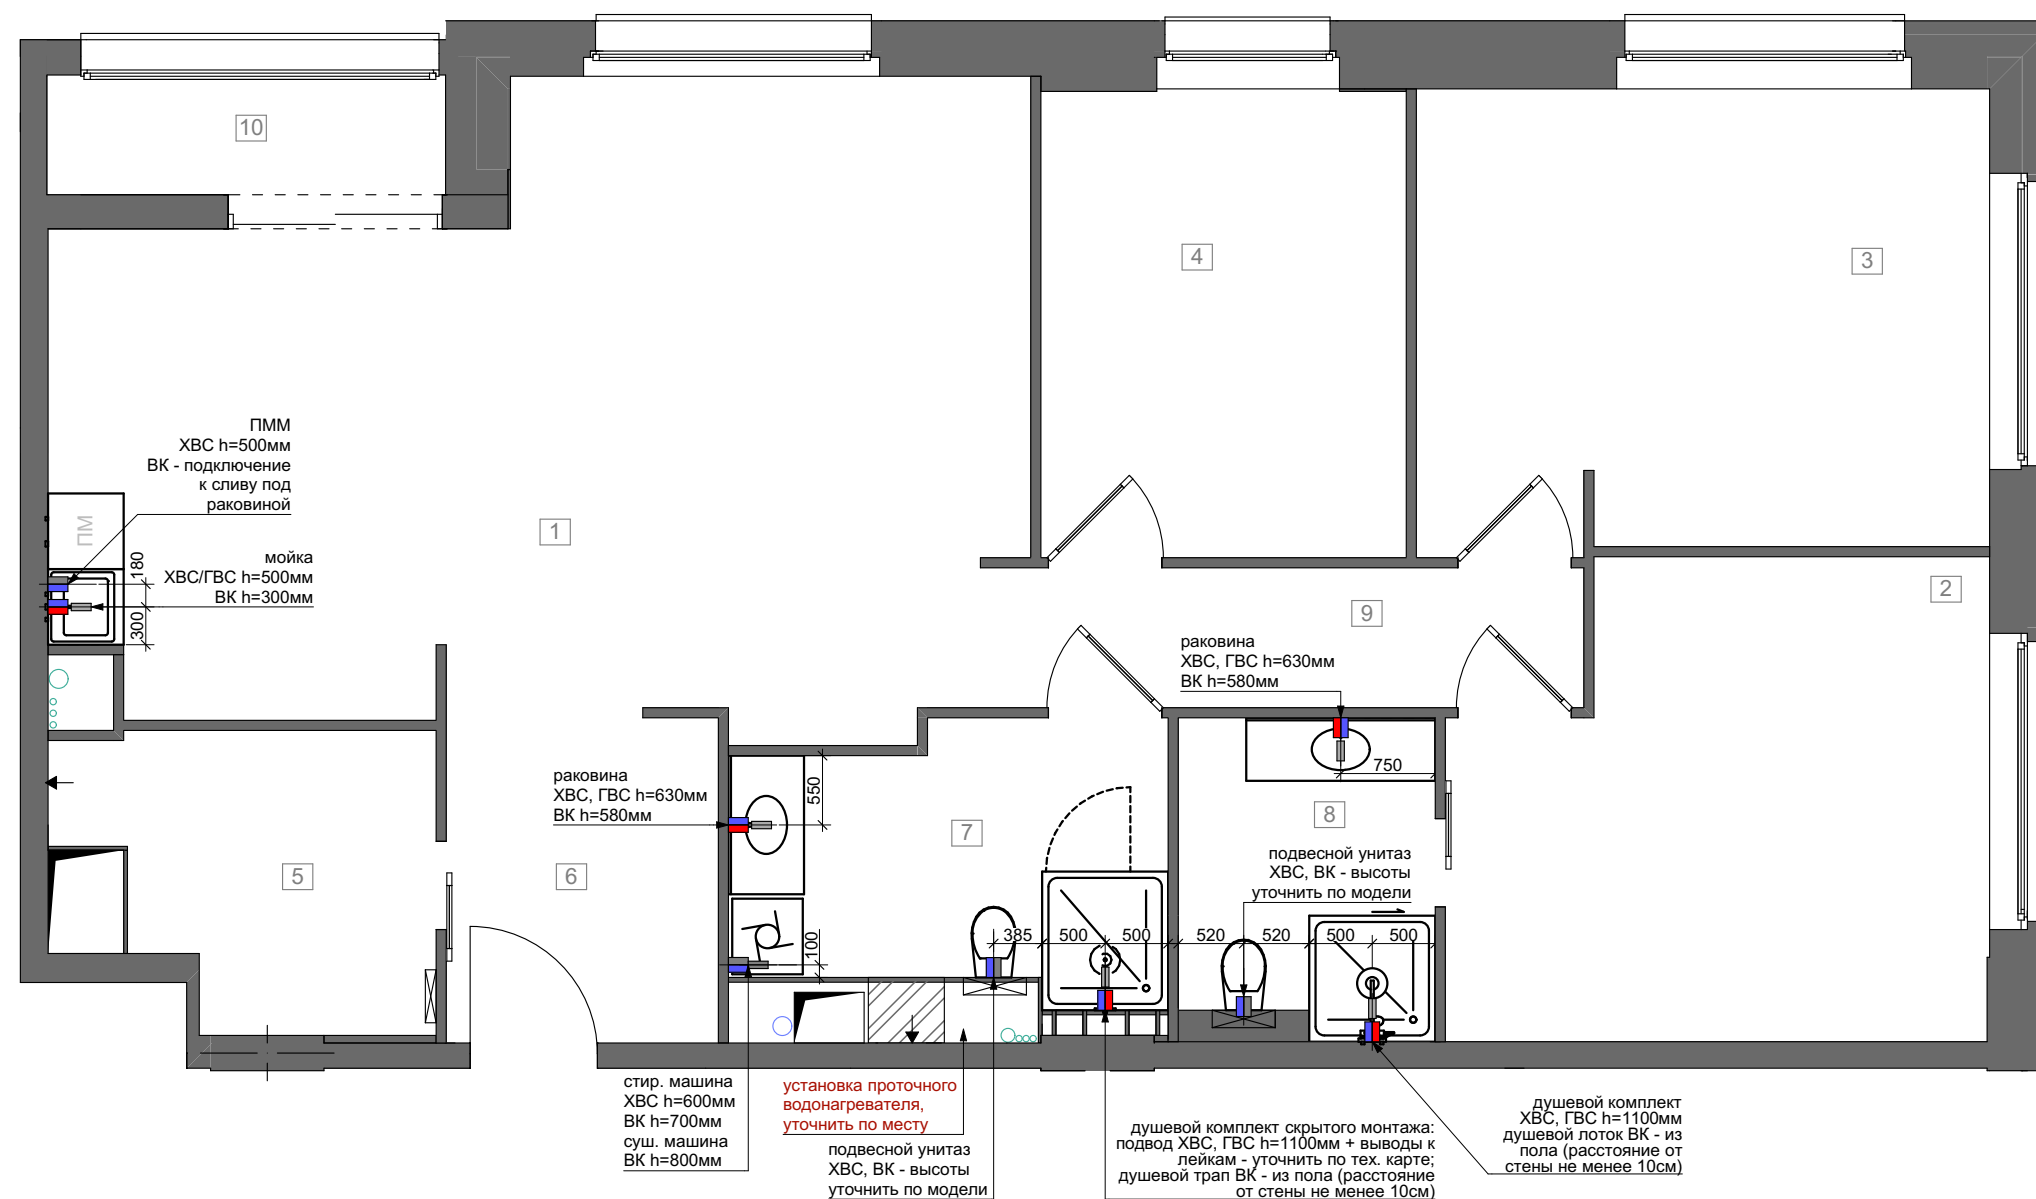 10
4
3
ПММ
ХВС h=500мм
ВК - подключение
к сливу под
раковиной
ПМ
1
180
мойка
ХВС/ГВС h=500мм
ВК h=300мм
300
2
9
раковина
ХВС, ГВС h=630мм
ВК h=580мм
750
раковина
ХВС, ГВС h=630мм
ВК h=580мм
550
7
8
подвесной унитаз
ХВС, ВК - высоты
уточнить по модели
5
6
100
385
500
500
520
520
500
500
стир. машина
ХВС h=600мм
ВК h=700мм
суш. машина
ВК h=800мм
установка проточного
водонагревателя,
уточнить по месту
подвесной унитаз
ХВС, ВК - высоты
уточнить по модели
душевой комплект скрытого монтажа:
подвод ХВС, ГВС h=1100мм + выводы к
лейкам - уточнить по тех. карте;
душевой трап ВК - из пола (расстояние
от стены не менее 10см)
душевой комплект
ХВС, ГВС h=1100мм
душевой лоток ВК - из
пола (расстояние от
стены не менее 10см)